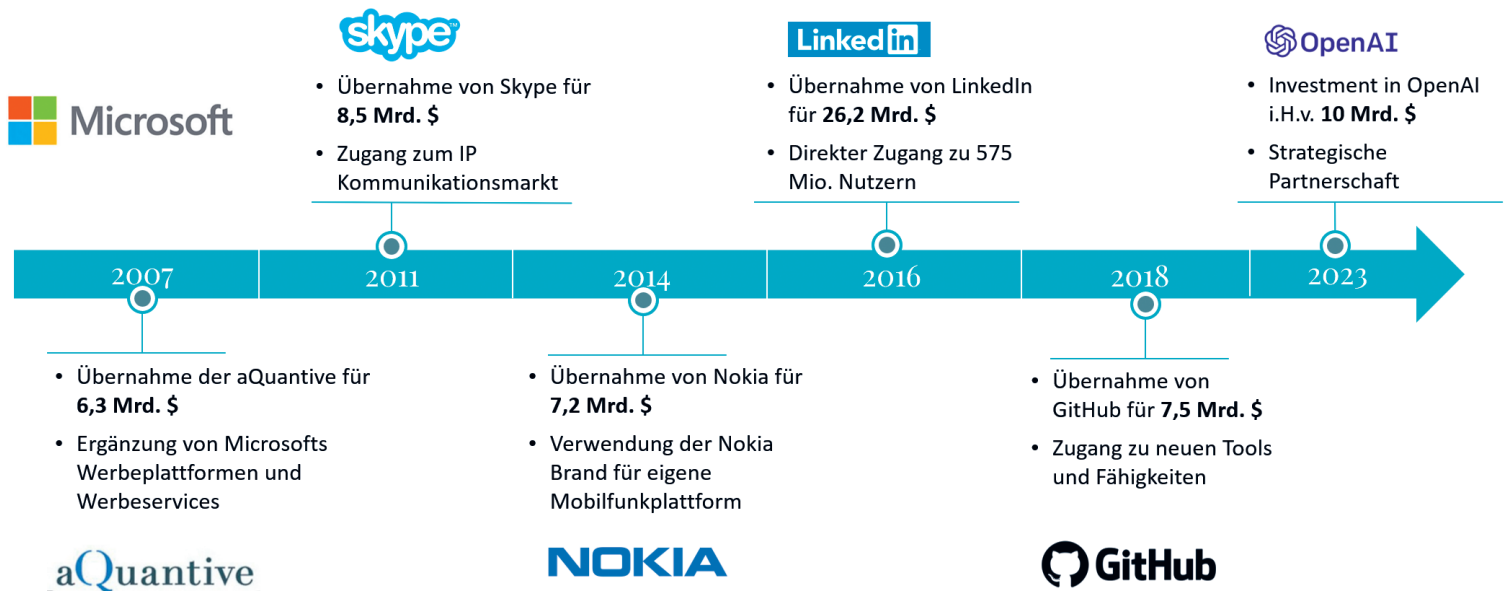 Microsoft
skype™
Übernahme von Skype für
8,5 Mrd. $
Zugang zum IP
Kommunikationsmarkt
Linked in
Übernahme von LinkedIn
für 26,2 Mrd. $
Direkter Zugang zu 575
Mio. Nutzern
OpenAI
Investment in OpenAI
i.H.v. 10 Mrd. $
Strategische
Partnerschaft
2007
2011
2014
2016
2018
2023
Übernahme der aQuantive für
6,3 Mrd. $
Ergänzung von Microsofts
Werbeplattformen und
Werbeservices
aQuantive
Übernahme von Nokia für
7,2 Mrd. $
Verwendung der Nokia
Brand für eigene
Mobilfunkplattform
NOKIA
Übernahme von
GitHub für 7,5 Mrd. $
Zugang zu neuen Tools
und Fähigkeiten
GitHub